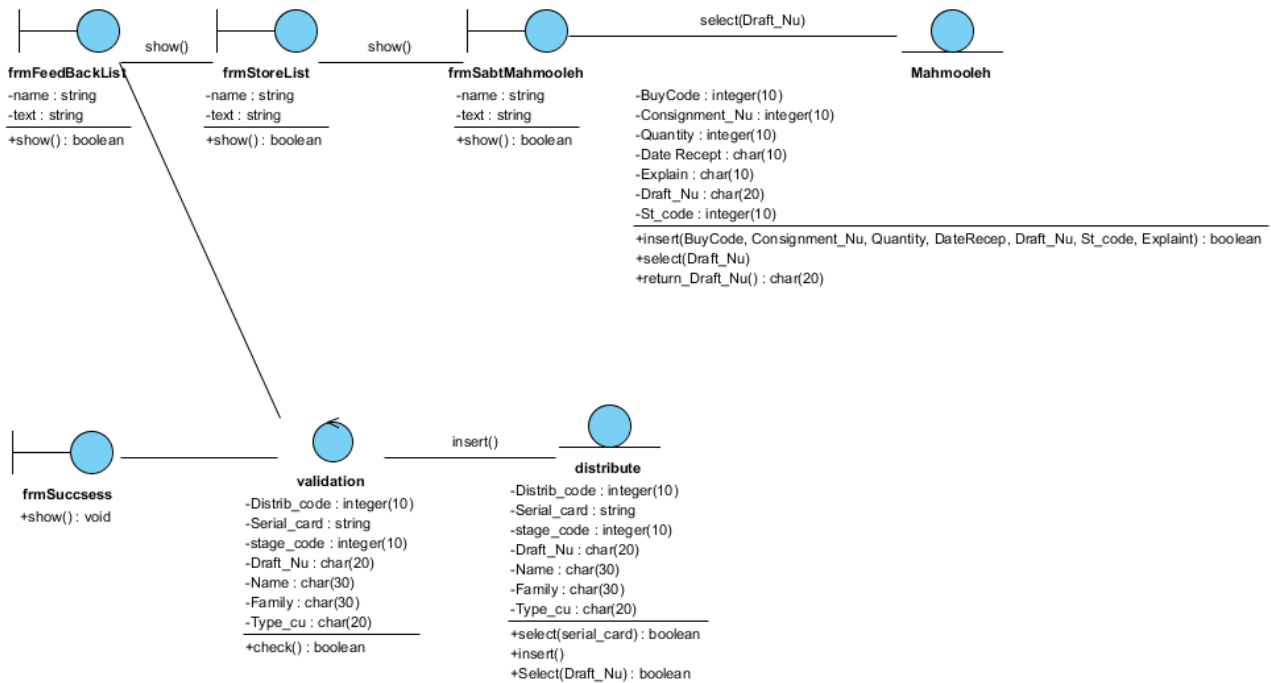 show()
show()
select(Draft_Nu)
frmFeedBackList
-name : string
-text : string
+show() : boolean
frmStoreList
-name : string
-text : string
+show() : boolean
frmSabtMahmooleh
-name : string
-text : string
+show() : boolean
Mahmooleh
-BuyCode : integer(10)
-Consignment_Nu : integer(10)
-Quantity : integer(10)
-Date Recept : char(10)
-Explain : char(10)
-Draft_Nu : char(20)
-St_code : integer(10)
+insert(BuyCode, Consignment_Nu, Quantity, DateRecep, Draft_Nu, St_code, Explaint) : boolean
+select(Draft_Nu)
+return_Draft_Nu() : char(20)
frmSuccsess
+show() : void
validation
-Distrib_code : integer(10)
-Serial_card : string
-stage_code : integer(10)
-Draft_Nu : char(20)
-Name : char(30)
-Family : char(30)
-Type_cu : char(20)
+check() : boolean
insert()
distribute
-Distrib_code : integer(10)
-Serial_card : string
-stage_code : integer(10)
-Draft_Nu : char(20)
-Name : char(30)
-Family : char(30)
-Type_cu : char(20)
+select(serial_card) : boolean
+insert()
+Select(Draft_Nu) : boolean